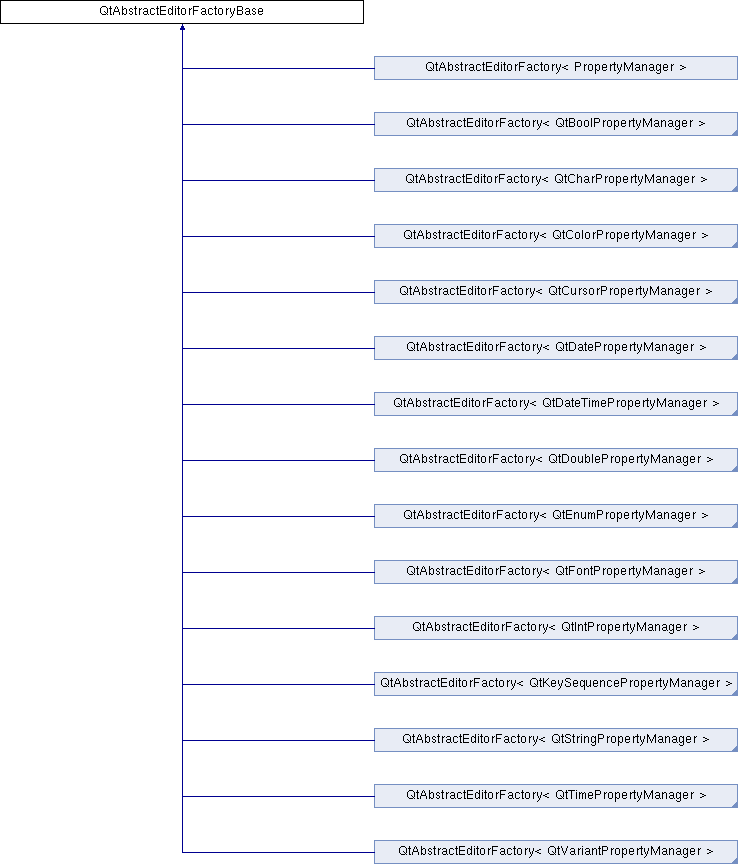 QtAbstractEditorFactoryBase
QtAbstractEditorFactory< PropertyManager >
QtAbstractEditorFactory< QtBoolPropertyManager >
QtAbstractEditorFactory< QtCharPropertyManager >
QtAbstractEditorFactory< QtColorPropertyManager >
QtAbstractEditorFactory< QtCursorPropertyManager >
QtAbstractEditorFactory< QtDatePropertyManager >
QtAbstractEditorFactory< QtDateTimePropertyManager >
QtAbstractEditorFactory< QtDoublePropertyManager >
QtAbstractEditorFactory< QtEnumPropertyManager >
QtAbstractEditorFactory< QtFontPropertyManager >
QtAbstractEditorFactory< QtIntPropertyManager >
QtAbstractEditorFactory< QtKeySequencePropertyManager >
QtAbstractEditorFactory< QtStringPropertyManager >
QtAbstractEditorFactory< QtTimePropertyManager >
QtAbstractEditorFactory< QtVariantPropertyManager >